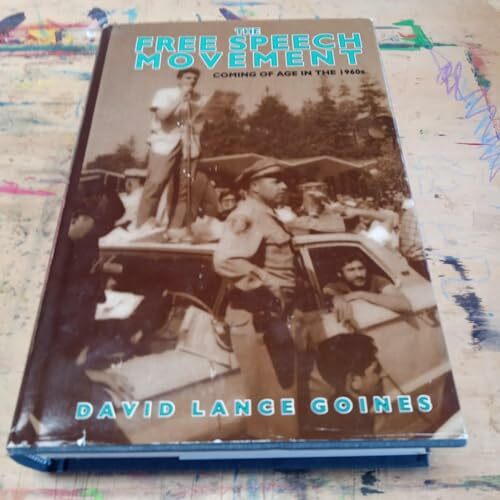 THE
FREE SPEECH
MOVEMENT
COMING OF AGE IN THE 1960s
DAVID LANCE GOINES